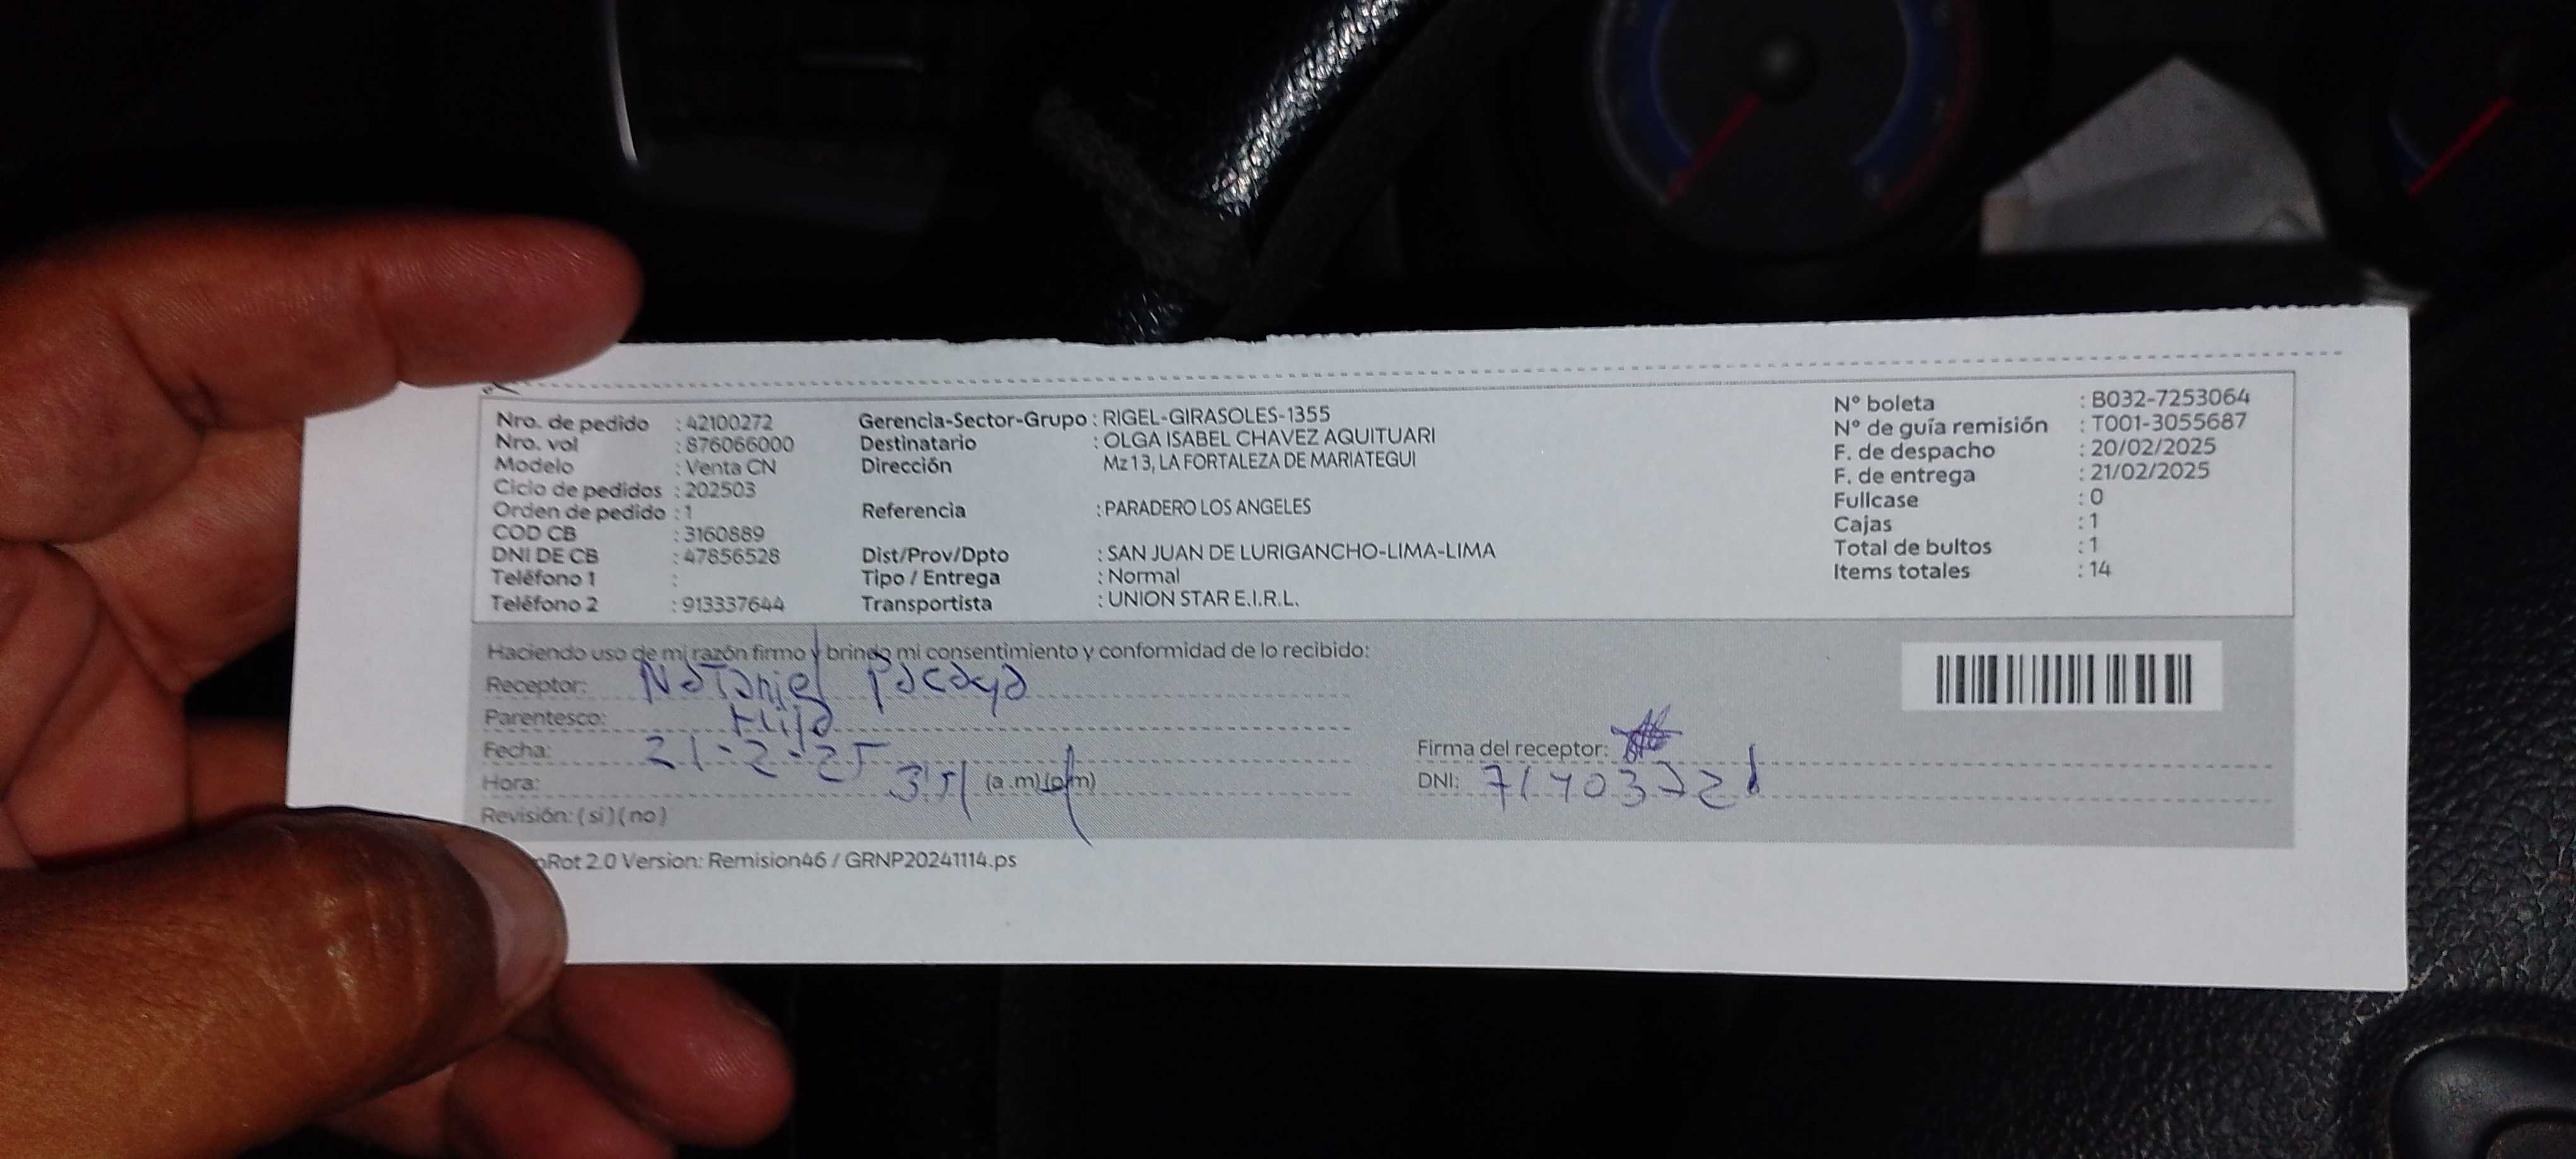 Nro. de pedido : 42100272
Nro. vol : 876066000
Modelo : Venta CN
Ciclo de pedidos : 202503
Orden de pedido : 1
COD CB : 3160889
DNI DE CB : 47856528
Teléfono 1 :
Teléfono 2 : 913337644
Gerencia-Sector-Grupo : RIGEL-GIRASOLES-1355
Destinatario : OLGA ISABEL CHAVEZ AQUITUARI
Dirección Mz 13, LA FORTALEZA DE MARIATEGUI
Referencia : PARADERO LOS ANGELES
Dist/Prov/Dpto : SAN JUAN DE LURIGANCHO-LIMA-LIMA
Tipo / Entrega : Normal
Transportista : UNION STAR E.I.R.L.
N° boleta : B032-7253064
N° de guía remisión : T001-3055687
F. de despacho : 20/02/2025
F. de entrega : 21/02/2025
Fullcase : 0
Cajas : 1
Total de bultos : 1
Items totales : 14
Haciendo uso de mi razón firmo y brindo mi consentimiento y conformidad de lo recibido:
Receptor: Nataniel Pacaya
Parentesco: Hija
Fecha: 21-2-25
Hora: (a.m) (p.m)
Revisión: ( si ) ( no )
Firma del receptor:
DNI:
Rot 2.0 Version: Remision46 / GRNP20241114.ps